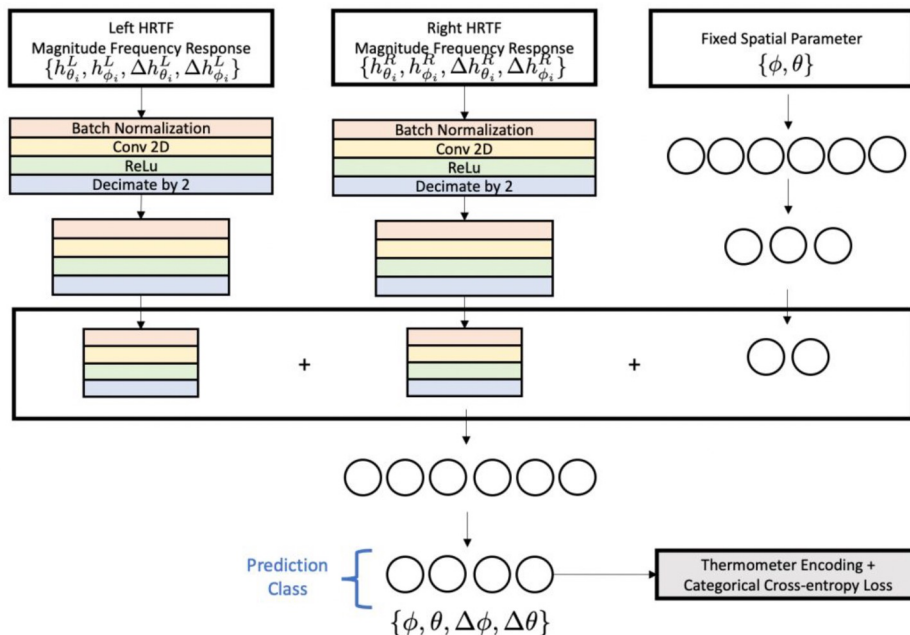 Left HRTF
Magnitude Frequency Response
{h^L_{θ_i}, h^L_{ϕ_i}, Δh^L_{θ_i}, Δh^L_{ϕ_i}}
Right HRTF
Magnitude Frequency Response
{h^R_{θ_i}, h^R_{ϕ_i}, Δh^R_{θ_i}, Δh^R_{ϕ_i}}
Fixed Spatial Parameter
{ϕ, θ}
Batch Normalization
Conv 2D
ReLu
Decimate by 2
Batch Normalization
Conv 2D
ReLu
Decimate by 2
+
+
Prediction
Class
{ϕ, θ, Δϕ, Δθ}
Thermometer Encoding +
Categorical Cross-entropy Loss